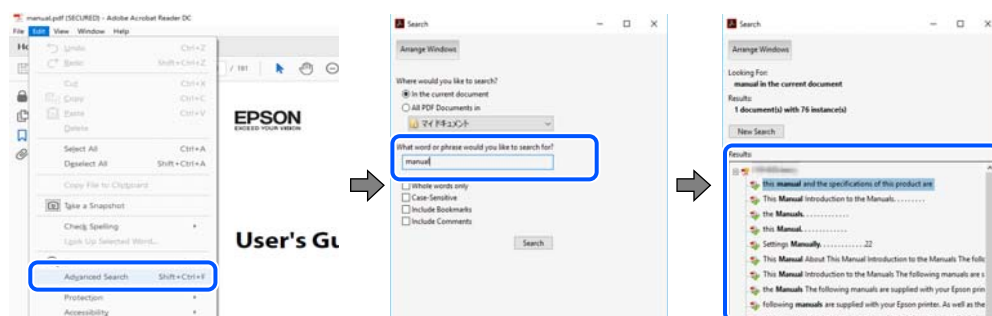 manual.pdf (SECURED) - Adobe Acrobat Reader DC
File Edit View Window Help
Undo Ctrl+Z
Shift+Ctrl+Z
Cut Ctrl+X
Copy Ctrl+C
Paste Ctrl+V
Delete
Select All Ctrl+A
Deselect All Shift+Ctrl+A
Copy File to Clipboard
Take a Snapshot
Check Spelling
Look Up Selected Word...
Advanced Search Shift+Ctrl+F
Protection
Accessibility
/ 181
EPSON
EXCEED YOUR VISION
User's Gu
Search
Arrange Windows
Where would you like to search?
In the current document
All PDF Documents in
マイ ドキュメント
What word or phrase would you like to search for?
manual
Whole words only
Case-Sensitive
Include Bookmarks
Include Comments
Search
Search
Arrange Windows
Looking For:
manual in the current document
Results:
1 document(s) with 76 instance(s)
New Search
Results:
this manual and the specifications of this product are
This Manual Introduction to the Manuals. . . . . . . .
the Manuals. . . . . . . . . . . .
this Manual. . . . . . . . . . . .
Settings Manually. . . . . . . . . . . .22
This Manual About This Manual Introduction to the Manuals The follo
This Manual Introduction to the Manuals The following manuals are s
the Manuals The following manuals are supplied with your Epson prin
following manuals are supplied with your Epson printer. As well as the